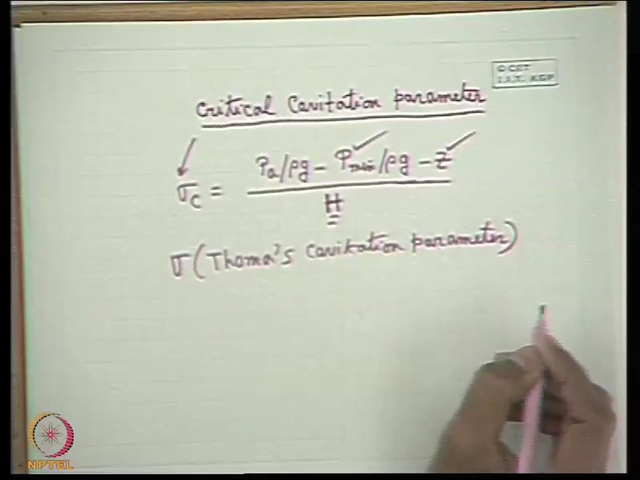 © CET
I.I.T. KGP
Critical Cavitation parameter
σc = Pa/ρg - Pmin/ρg - z
H
σ (Thoma's cavitation parameter)
NPTEL